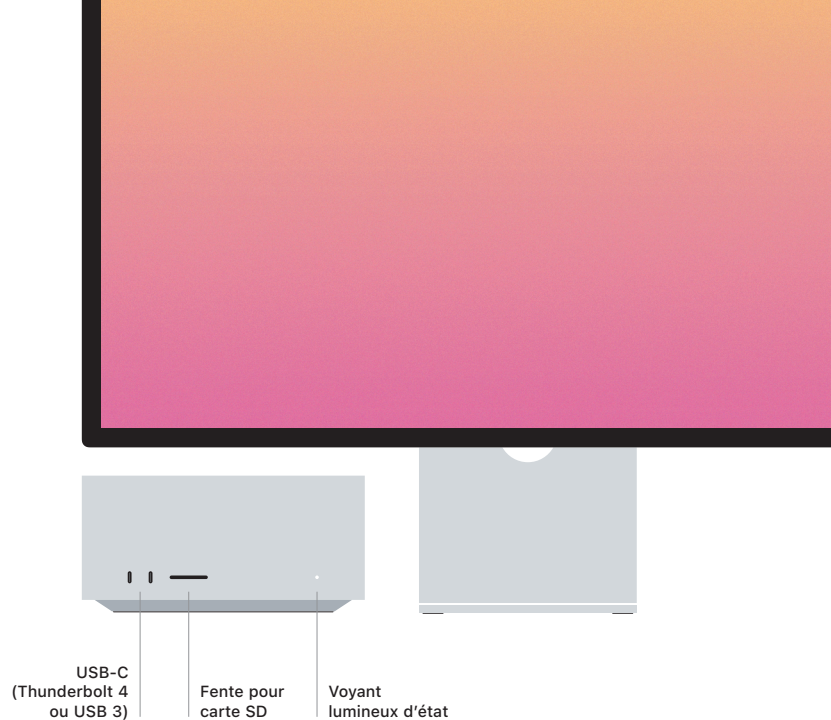 USB-C
(Thunderbolt 4
ou USB 3)
Fente pour
carte SD
Voyant
lumineux d’état